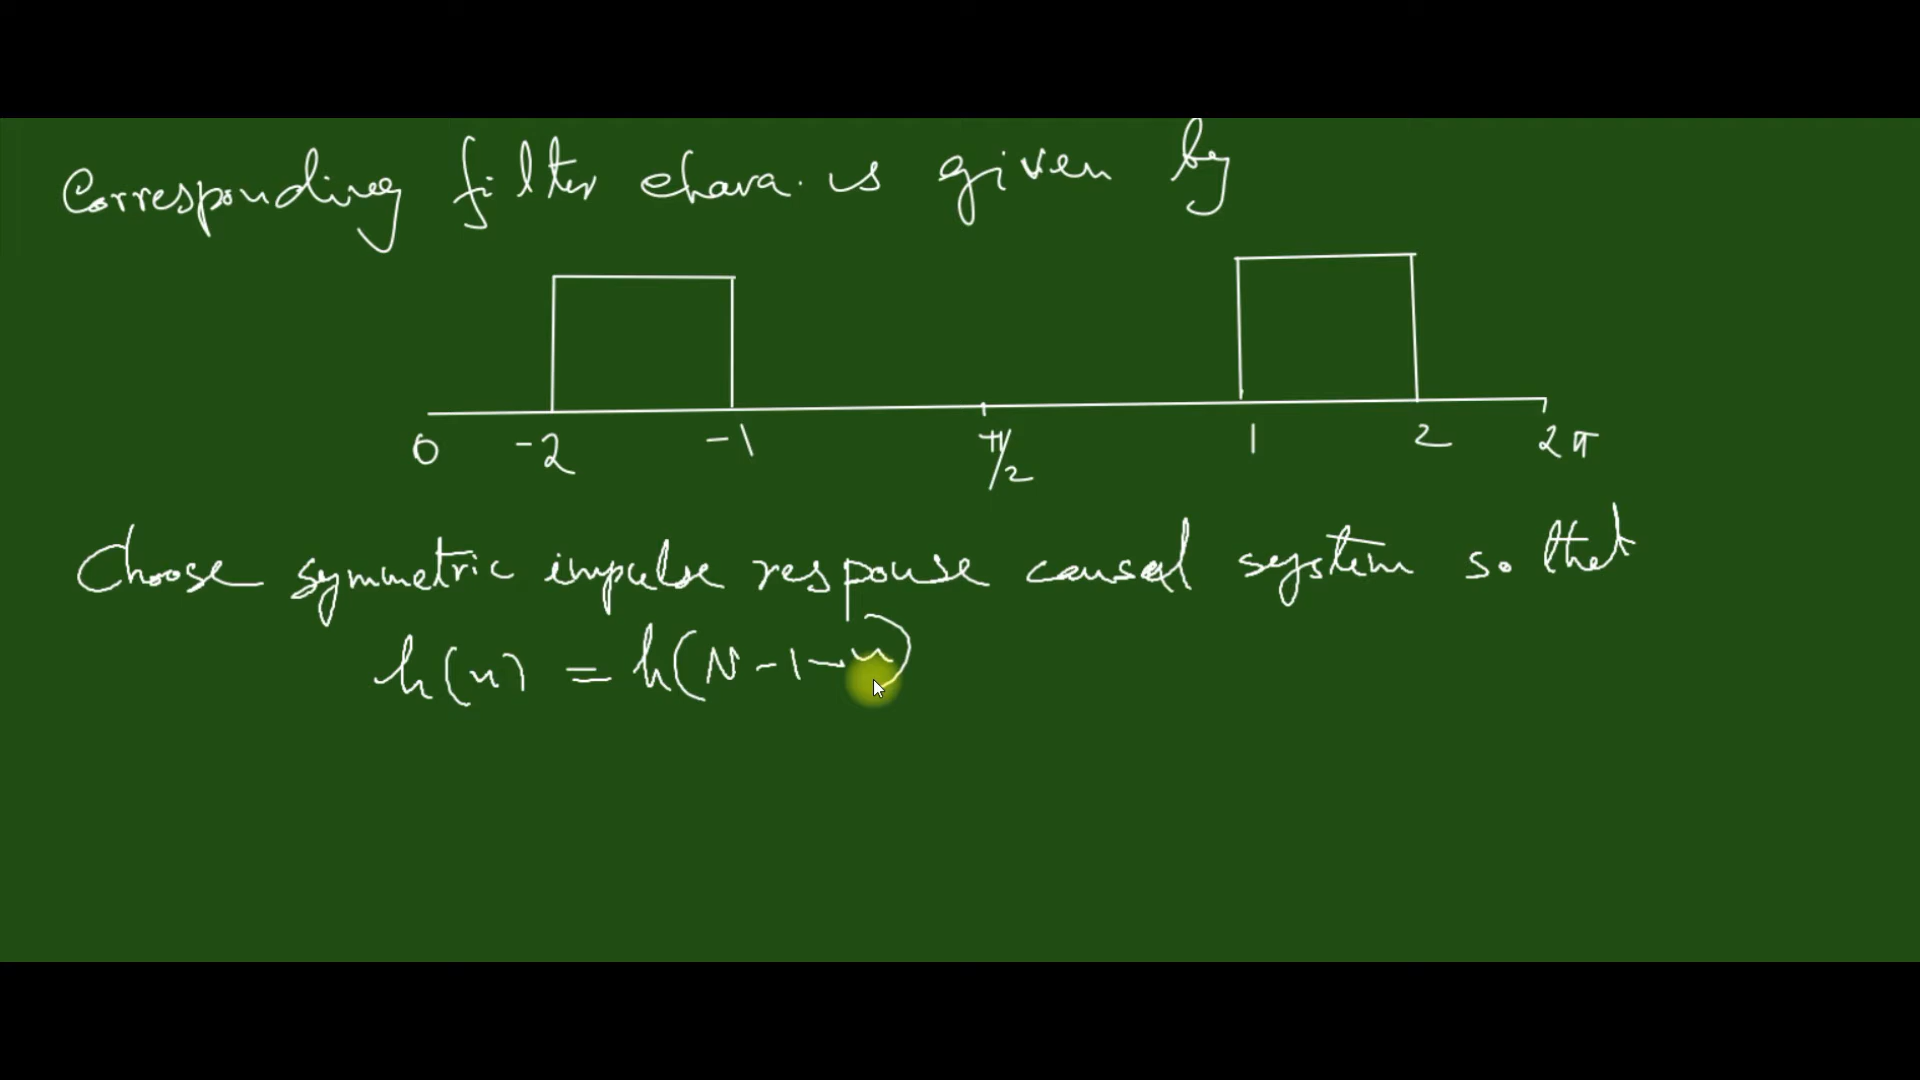 Corresponding filter chara. is given by
0 -2 -1 π/2 1 2 2π
Choose symmetric impulse response causal system so that
h(n) = h(N-1-n)